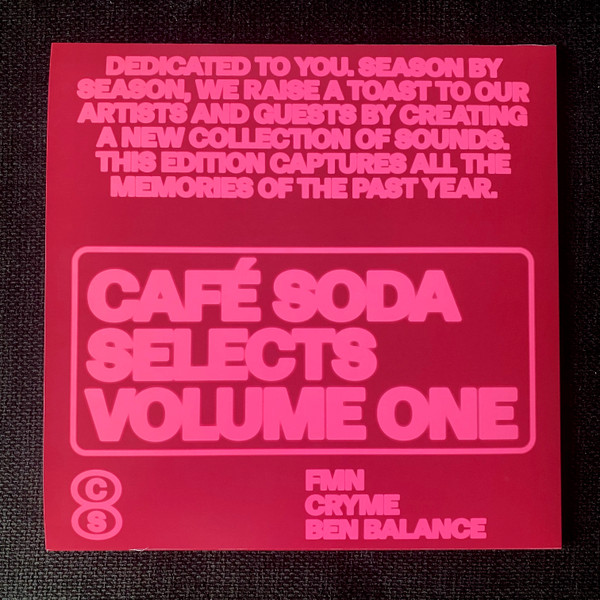 DEDICATED TO YOU. SEASON BY
SEASON, WE RAISE A TOAST TO OUR
ARTISTS AND GUESTS BY CREATING
A NEW COLLECTION OF SOUNDS.
THIS EDITION CAPTURES ALL THE
MEMORIES OF THE PAST YEAR.
CAFÉ SODA
SELECTS
VOLUME ONE
C
S
FMN
CRYME
BEN BALANCE